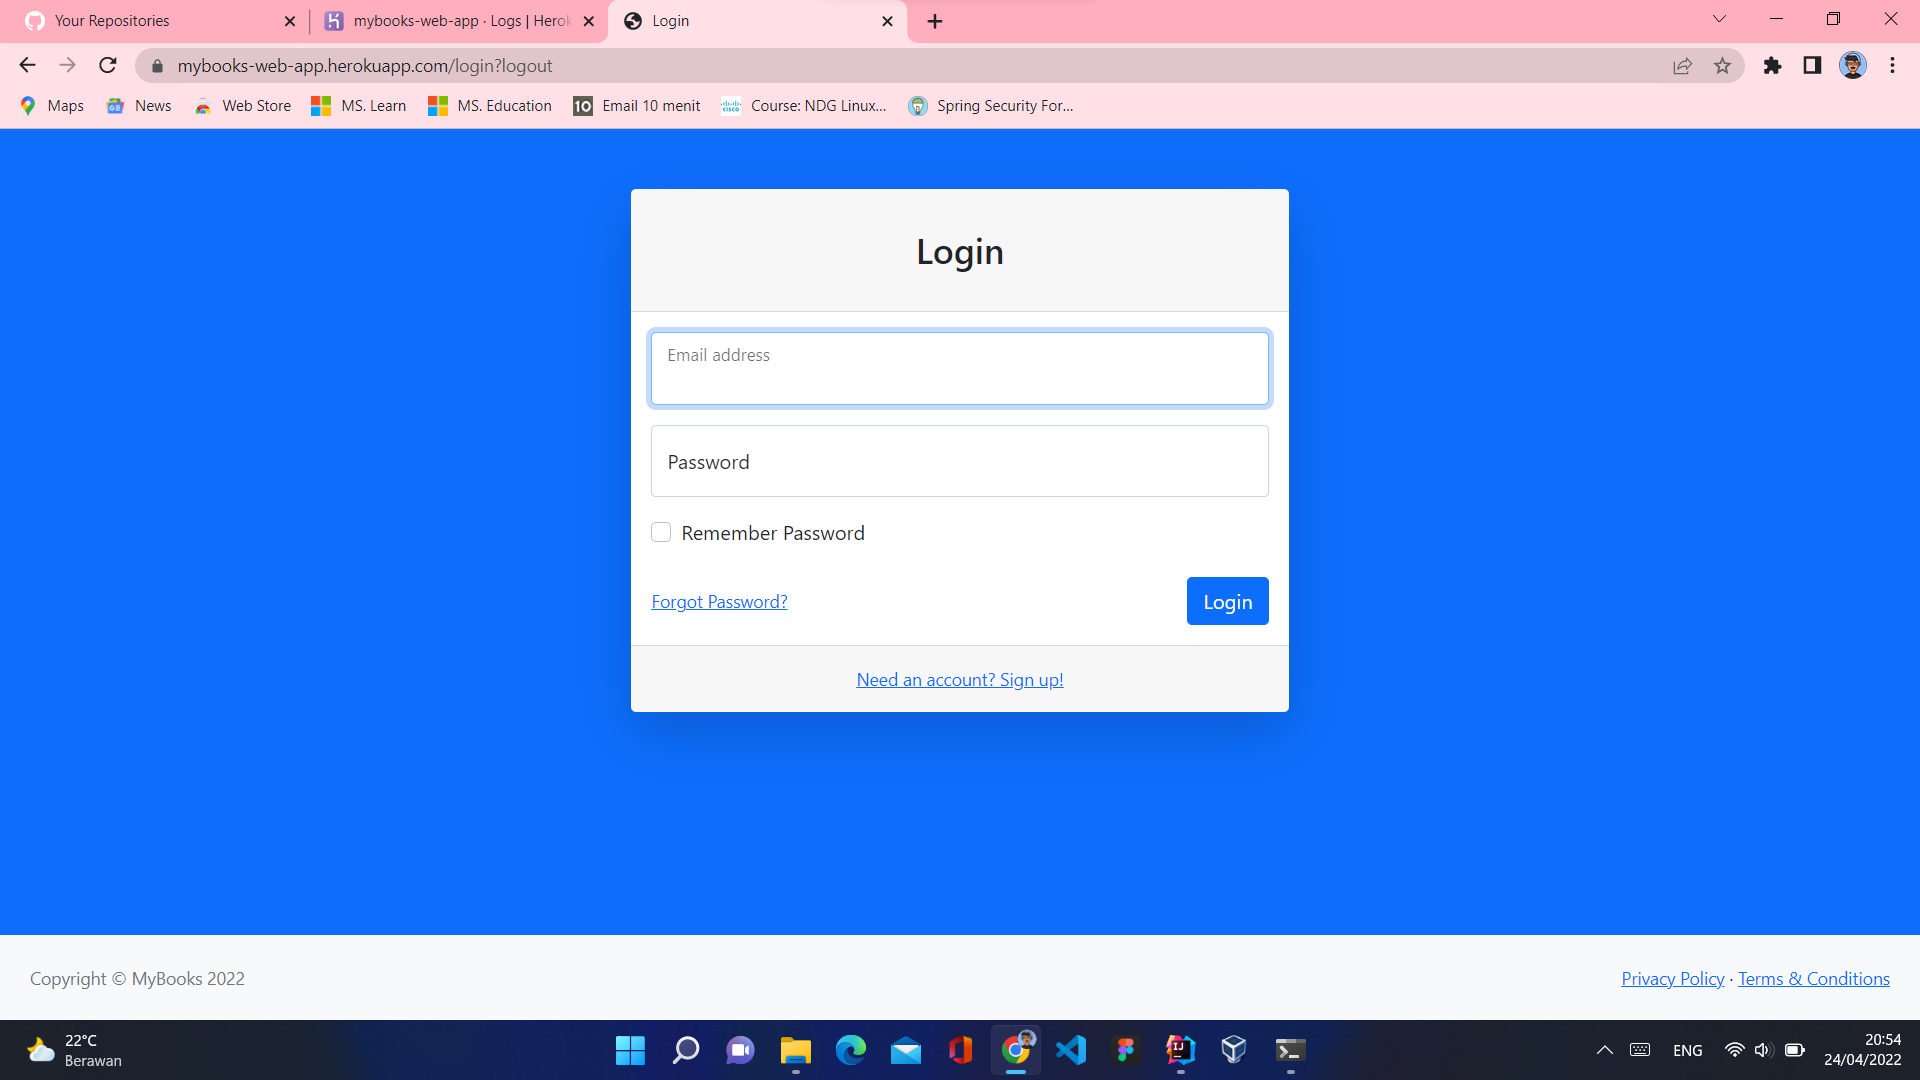 Your Repositories
mybooks-web-app · Logs | Herok
Login
mybooks-web-app.herokuapp.com/login?logout
Maps
News
Web Store
MS. Learn
MS. Education
10 Email 10 menit
cisco Course: NDG Linux...
Spring Security For...
Login
Email address
Password
Remember Password
Forgot Password?
Login
Need an account? Sign up!
Copyright © MyBooks 2022
Privacy Policy · Terms & Conditions
22°C
Berawan
IJ
ENG
20:54
24/04/2022